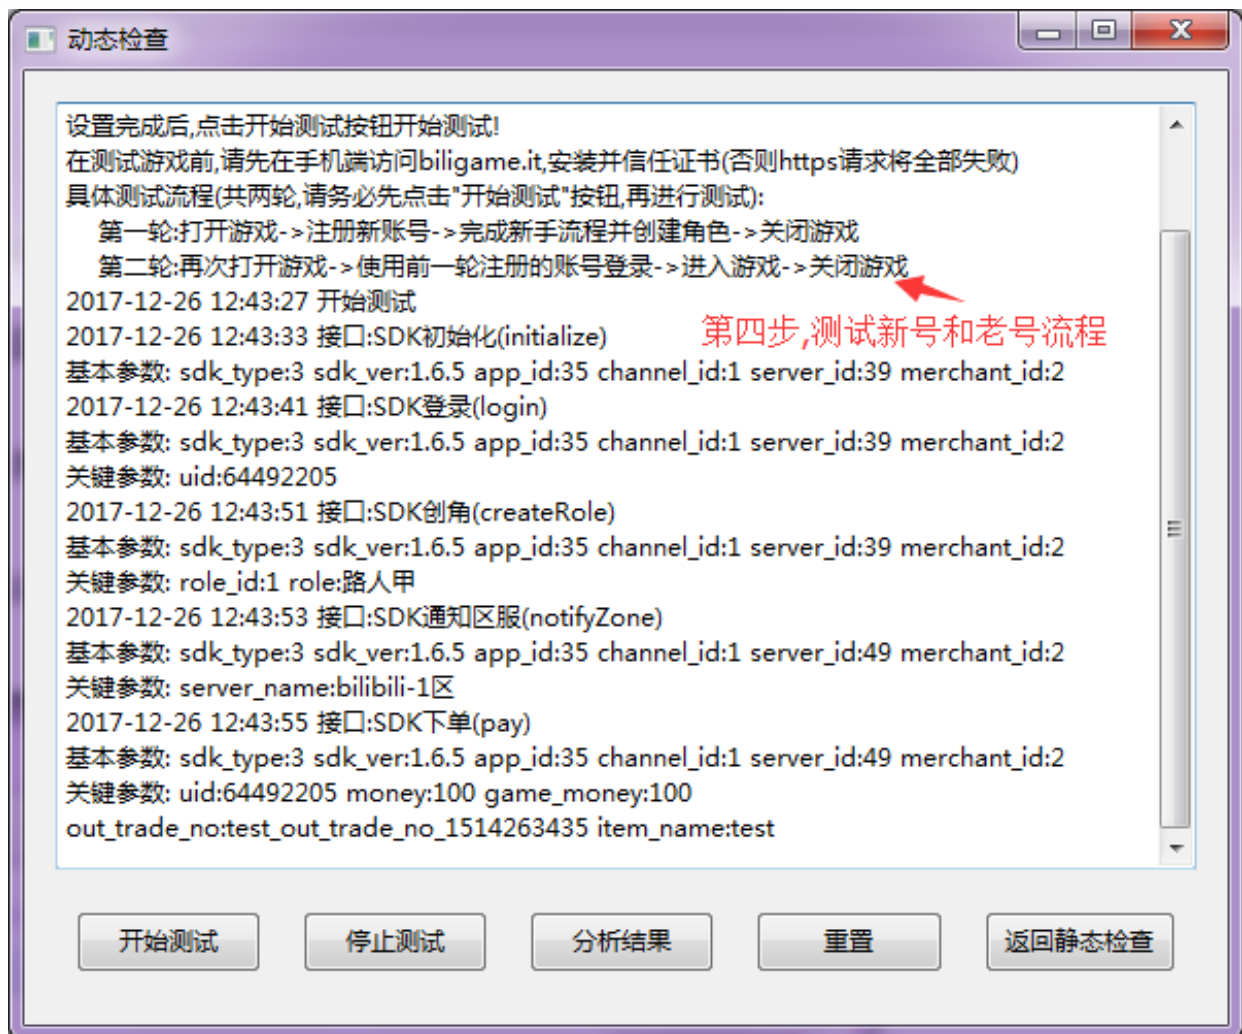 动态检查
设置完成后,点击开始测试按钮开始测试!
在测试游戏前,请先在手机端访问biligame.it,安装并信任证书(否则https请求将全部失败)
具体测试流程(共两轮,请务必先点击"开始测试"按钮,再进行测试):
第一轮:打开游戏->注册新账号->完成新手流程并创建角色->关闭游戏
第二轮:再次打开游戏->使用前一轮注册的账号登录->进入游戏->关闭游戏
2017-12-26 12:43:27 开始测试
2017-12-26 12:43:33 接口:SDK初始化(initialize)
第四步,测试新号和老号流程
基本参数: sdk_type:3 sdk_ver:1.6.5 app_id:35 channel_id:1 server_id:39 merchant_id:2
2017-12-26 12:43:41 接口:SDK登录(login)
基本参数: sdk_type:3 sdk_ver:1.6.5 app_id:35 channel_id:1 server_id:39 merchant_id:2
关键参数: uid:64492205
2017-12-26 12:43:51 接口:SDK创角(createRole)
基本参数: sdk_type:3 sdk_ver:1.6.5 app_id:35 channel_id:1 server_id:39 merchant_id:2
关键参数: role_id:1 role:路人甲
2017-12-26 12:43:53 接口:SDK通知区服(notifyZone)
基本参数: sdk_type:3 sdk_ver:1.6.5 app_id:35 channel_id:1 server_id:49 merchant_id:2
关键参数: server_name:bilibili-1区
2017-12-26 12:43:55 接口:SDK下单(pay)
基本参数: sdk_type:3 sdk_ver:1.6.5 app_id:35 channel_id:1 server_id:49 merchant_id:2
关键参数: uid:64492205 money:100 game_money:100
out_trade_no:test_out_trade_no_1514263435 item_name:test
开始测试 停止测试 分析结果 重置 返回静态检查